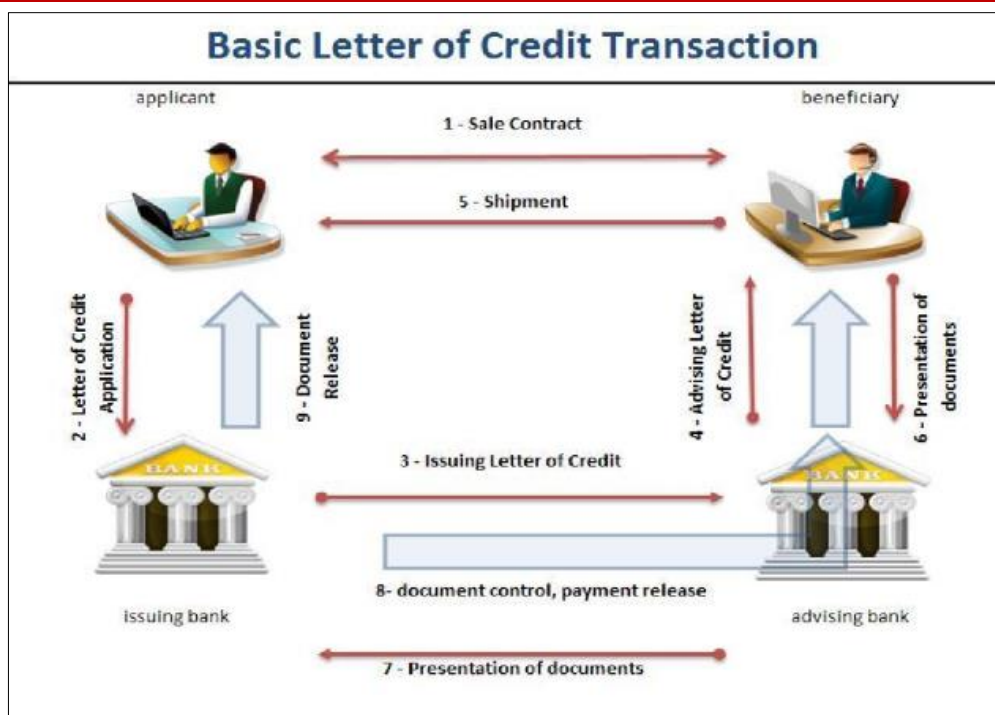 Basic Letter of Credit Transaction
applicant
beneficiary
1 - Sale Contract
5 - Shipment
2 - Letter of Credit
Application
9 - Document
Release
4 - Advising Letter
of Credit
6 - Presentation of
documents
BANK
3 - Issuing Letter of Credit
BANK
8- document control, payment release
issuing bank
advising bank
7 - Presentation of documents